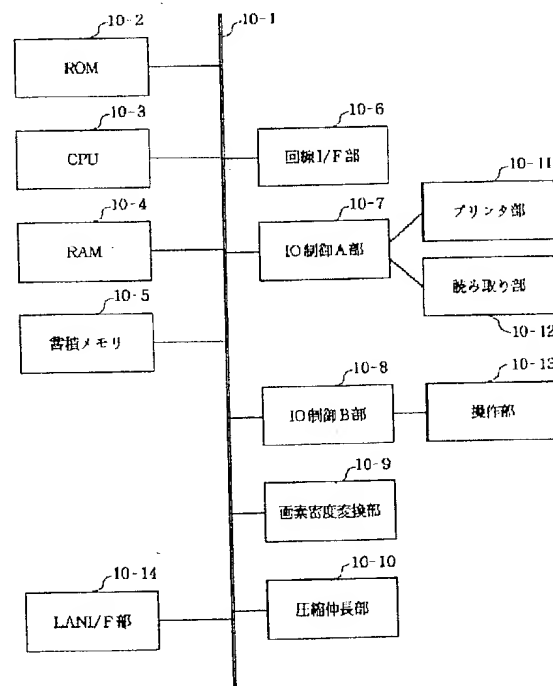 10-2
10-1
ROM
10-3
CPU
10-6
回線I/F部
10-4
RAM
10-7
IO制御A部
10-11
プリンタ部
読み取り部
10-12
10-5
蓄積メモリ
10-8
IO制御B部
10-13
操作部
10-9
画素密度変換部
10-14
LANI/F部
10-10
圧縮伸長部